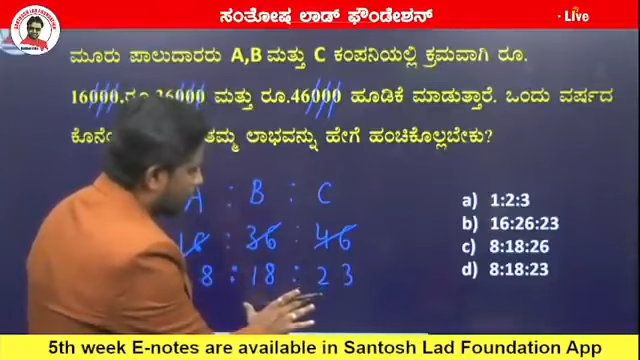 ಸಂತೋಷ ಲಾಡ್ ಫೌಂಡೇಶನ್
Live
ಮೂರು ಪಾಲುದಾರರು A,B ಮತ್ತು C ಕಂಪನಿಯಲ್ಲಿ ಕ್ರಮವಾಗಿ ರೂ.
16000,ರೂ.36000 ಮತ್ತು ರೂ.46000 ಹೂಡಿಕೆ ಮಾಡುತ್ತಾರೆ. ಒಂದು ವರ್ಷದ
ತಮ್ಮ ಲಾಭವನ್ನು ಹೇಗೆ ಹಂಚಿಕೊಲ್ಲಬೇಕು?
A : B : C
16 : 36 : 46
8 : 18 : 23
a) 1:2:3
b) 16:26:23
c) 8:18:26
d) 8:18:23
5th week E-notes are available in Santosh Lad Foundation App